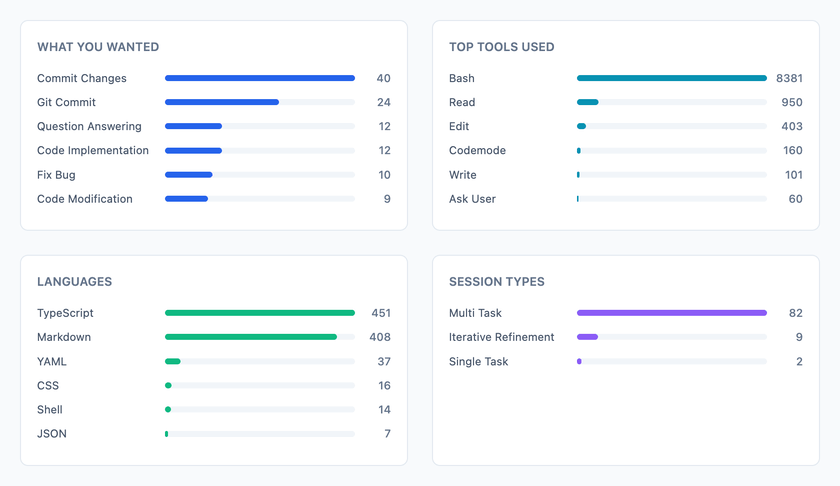 WHAT YOU WANTED
Commit Changes 40
Git Commit 24
Question Answering 12
Code Implementation 12
Fix Bug 10
Code Modification 9
TOP TOOLS USED
Bash 8381
Read 950
Edit 403
Codemode 160
Write 101
Ask User 60
LANGUAGES
TypeScript 451
Markdown 408
YAML 37
CSS 16
Shell 14
JSON 7
SESSION TYPES
Multi Task 82
Iterative Refinement 9
Single Task 2